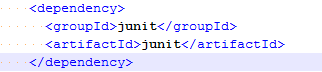 <dependency>
<groupId>junit</groupId>
<artifactId>junit</artifactId>
</dependency>